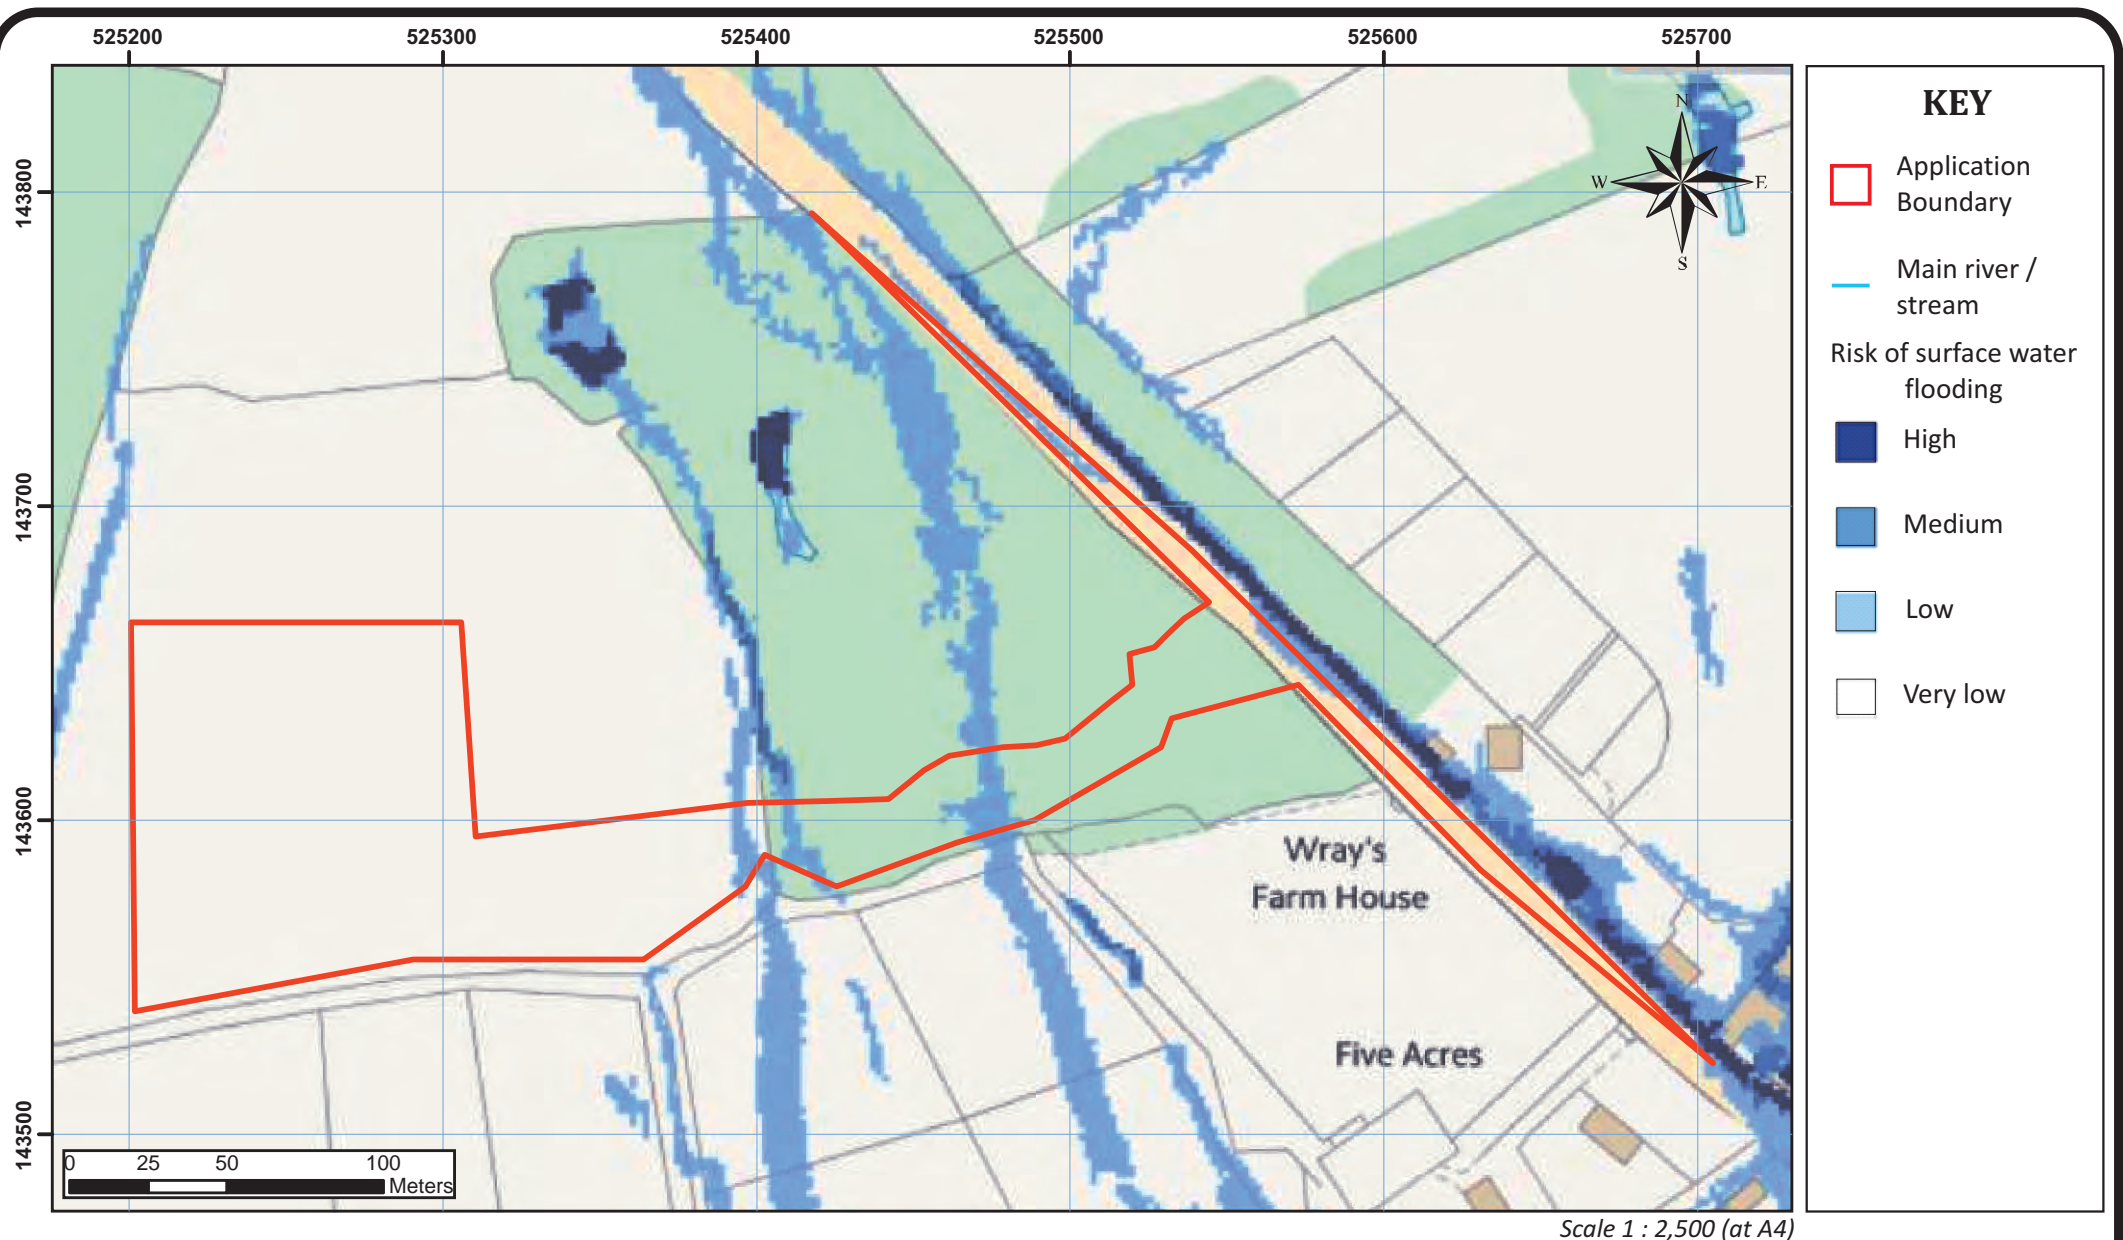 525200 525300 525400 525500 525600 525700
143800
143700
143600
143500
N
W E
S
Wray's
Farm House
Five Acres
0 25 50 100
Meters
KEY
Application
Boundary
Main river /
stream
Risk of surface water
flooding
High
Medium
Low
Very low
Scale 1 : 2,500 (at A4)